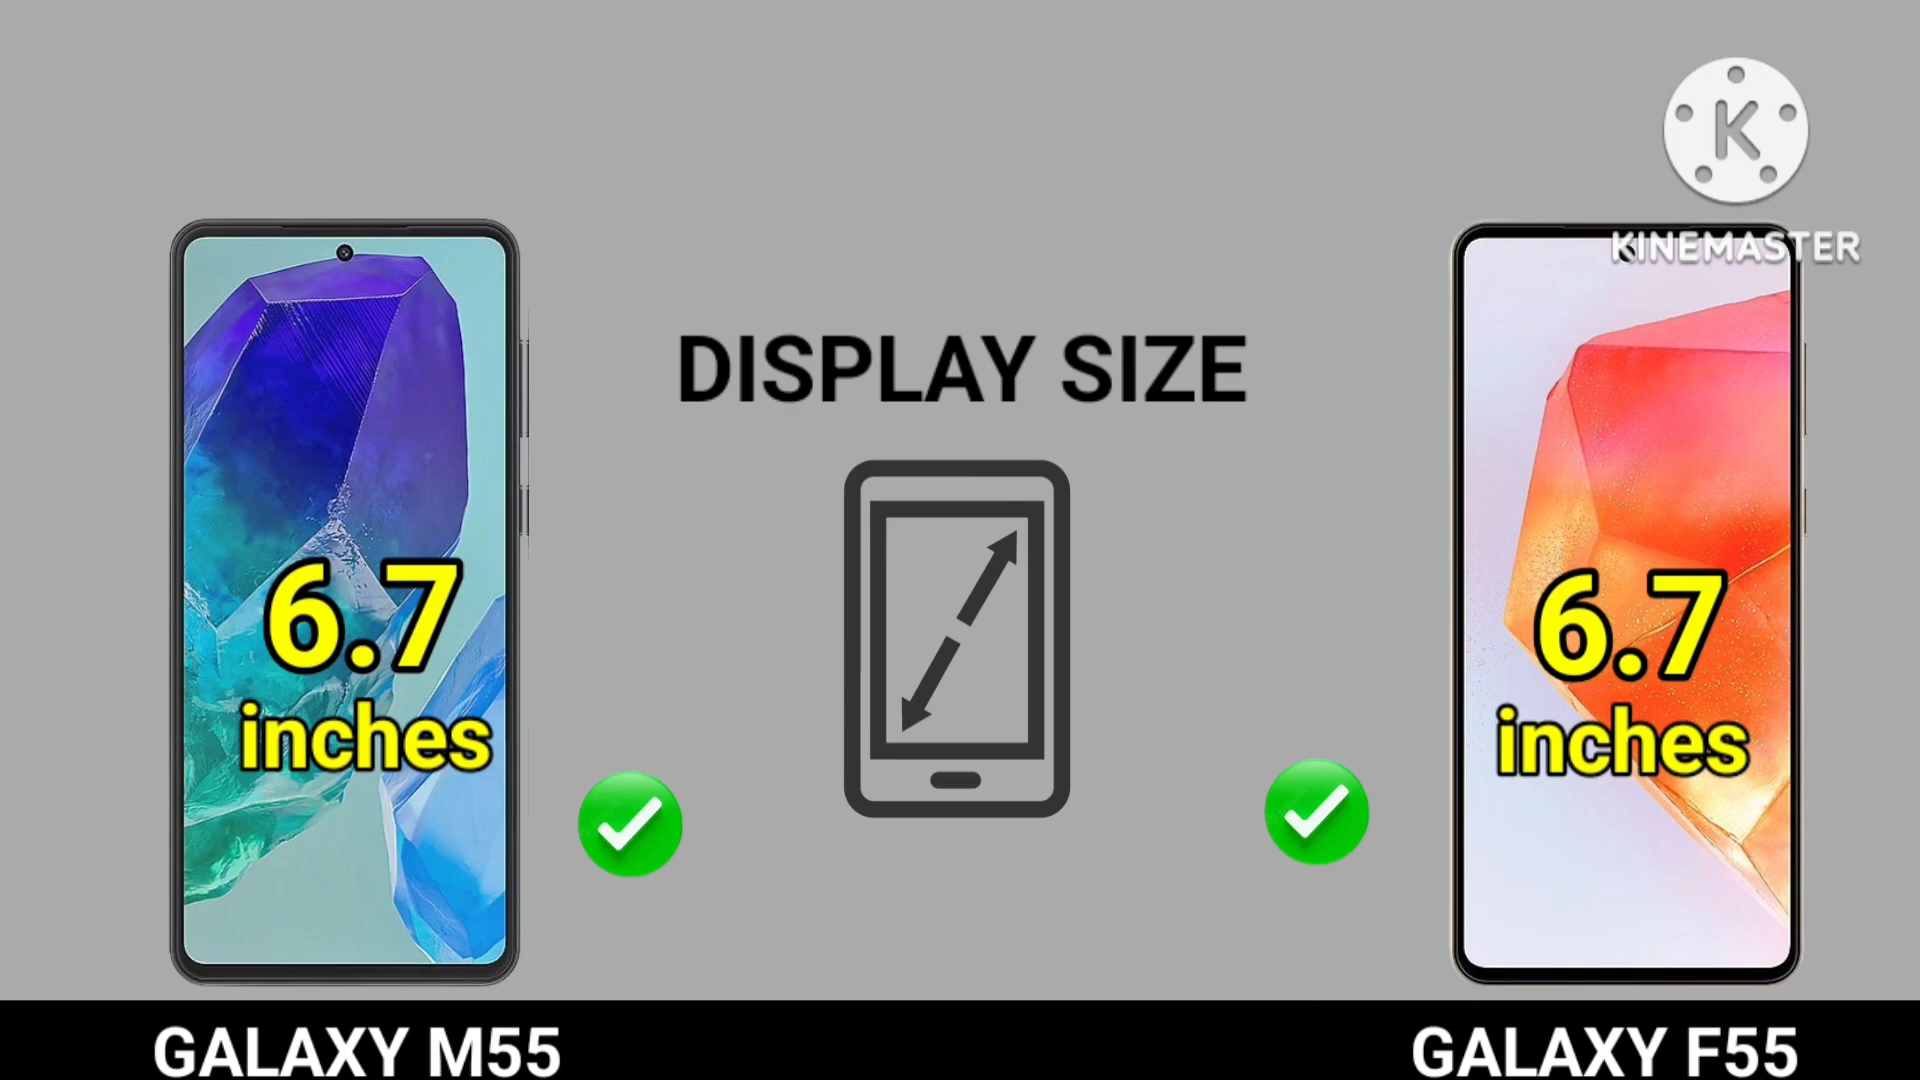 K
KINEMASTER
DISPLAY SIZE
6.7
inches
6.7
inches
GALAXY M55
GALAXY F55